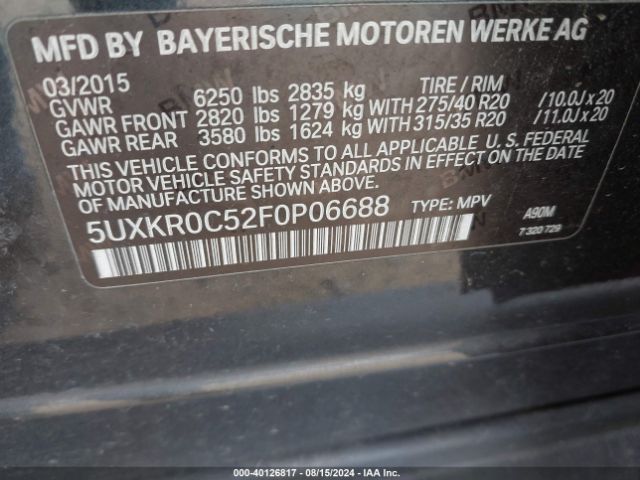 MFD BY BAYERISCHE MOTOREN WERKE AG
03/2015 TIRE / RIM
GVWR 6250 lbs 2835 kg
GAWR FRONT 2820 lbs 1279 kg WITH 275/40 R20 /10.0J x 20
GAWR REAR 3580 lbs 1624 kg WITH 315/35 R20 /11.0J x 20
THIS VEHICLE CONFORMS TO ALL APPLICABLE U. S. FEDERAL
MOTOR VEHICLE SAFETY STANDARDS IN EFFECT ON THE DATE
OF MANUFACTURE SHOWN ABOVE.
5UXKR0C52F0P06688 TYPE: MPV A90M
7 320 729
000-40126817 - 08/15/2024 - IAA Inc.